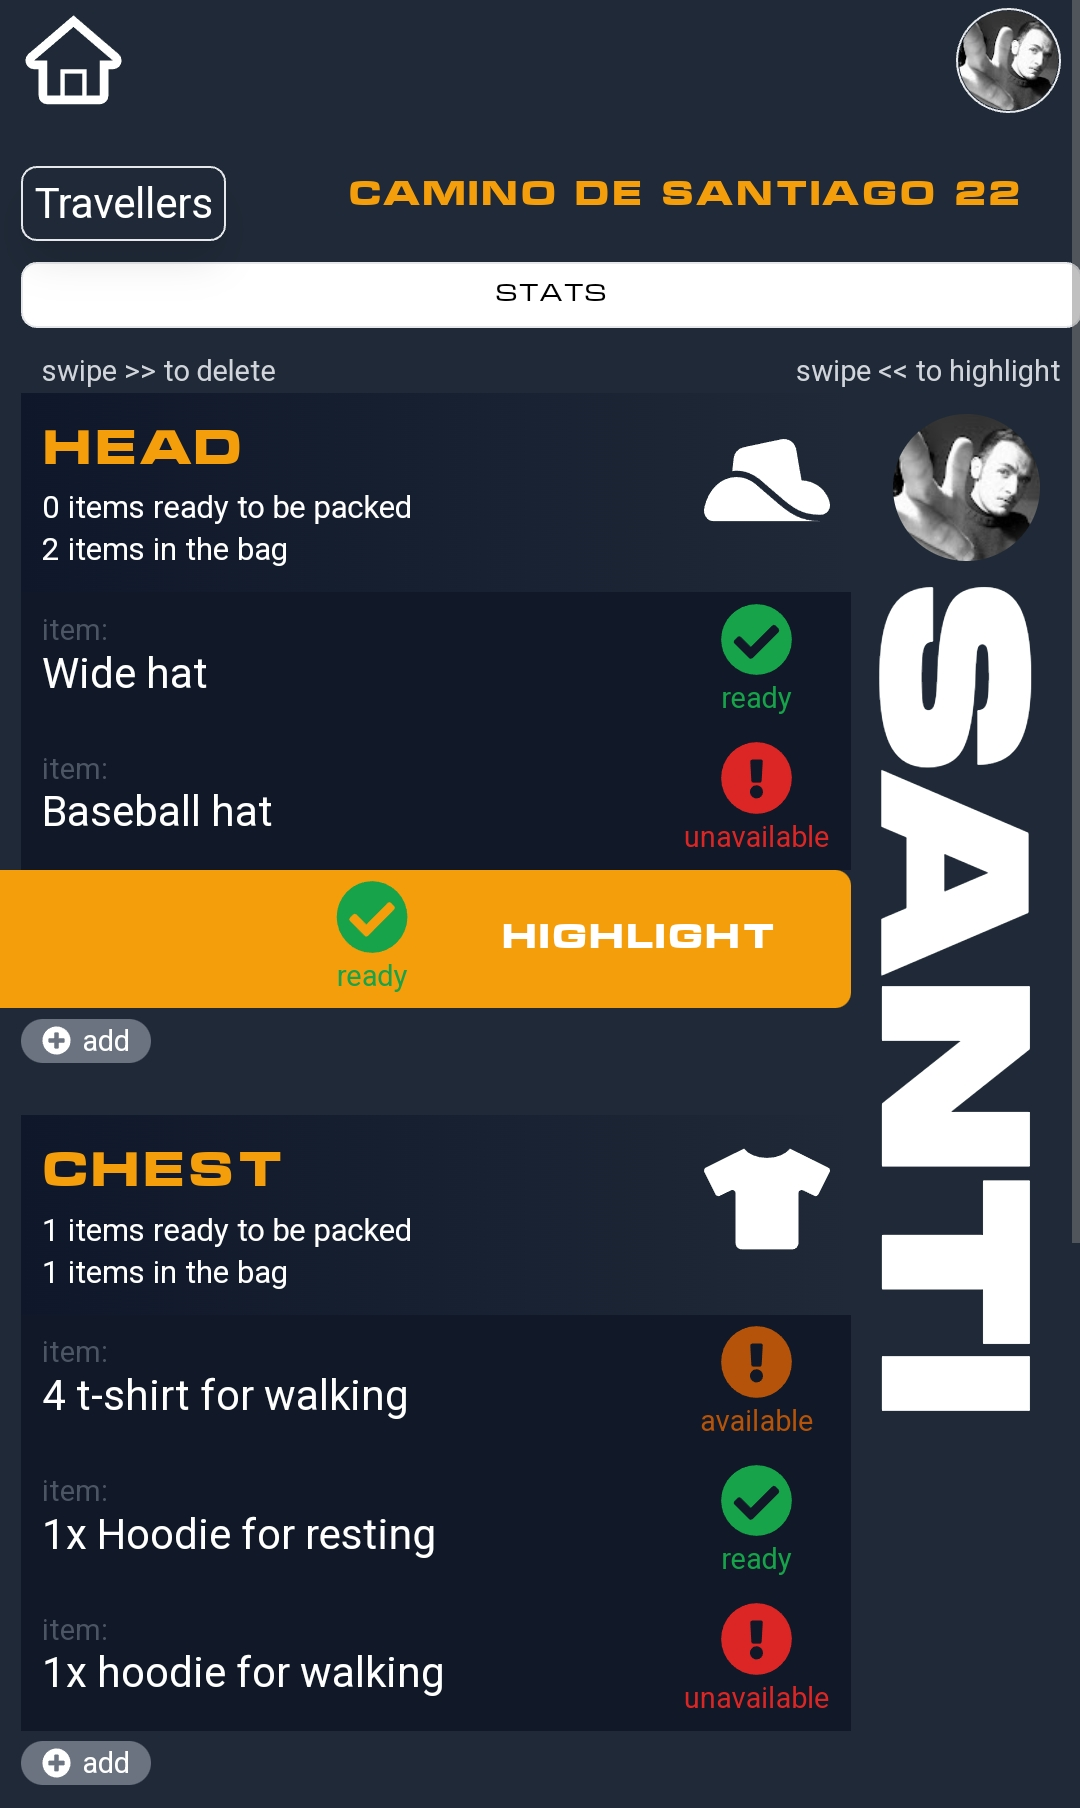 Travellers
CAMINO DE SANTIAGO 22
STATS
swipe >> to delete
swipe << to highlight
HEAD
0 items ready to be packed
2 items in the bag
item:
Wide hat
ready
item:
Baseball hat
unavailable
ready
HIGHLIGHT
add
CHEST
1 items ready to be packed
1 items in the bag
item:
4 t-shirt for walking
available
item:
1x Hoodie for resting
ready
item:
1x hoodie for walking
unavailable
add
SANTI